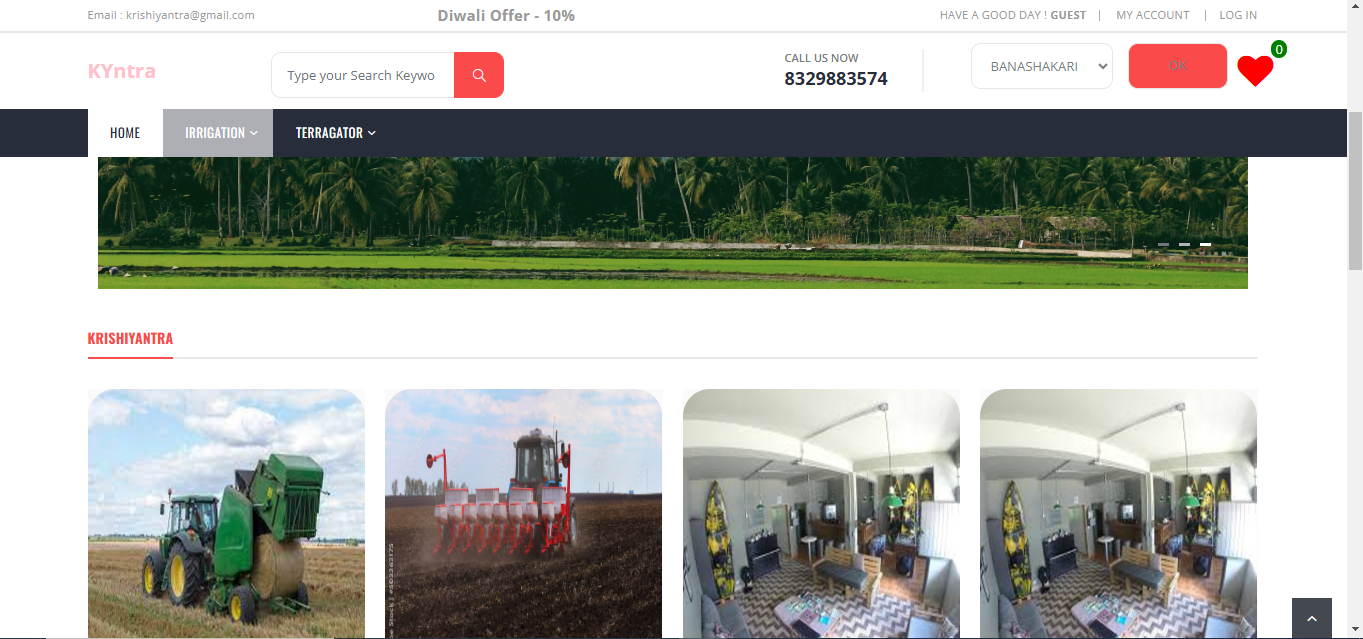 Email : krishiyantra@gmail.com
Diwali Offer - 10%
HAVE A GOOD DAY ! GUEST | MY ACCOUNT | LOG IN
KYntra
Type your Search Keywo
CALL US NOW
8329883574
BANASHAKARI
OK
0
HOME
IRRIGATION
TERRAGATOR
KRISHIYANTRA